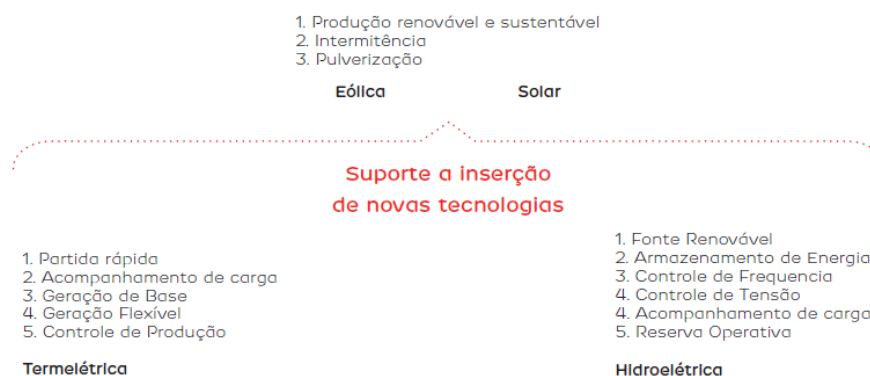 1. Produção renovável e sustentável
2. Intermitência
3. Pulverização
Eólica
Solar
Suporte a inserção
de novas tecnologias
1. Partida rápida
2. Acompanhamento de carga
3. Geração de Base
4. Geração Flexível
5. Controle de Produção
Termelétrica
1. Fonte Renovável
2. Armazenamento de Energia
3. Controle de Frequencia
4. Controle de Tensão
4. Acompanhamento de carga
5. Reserva Operativa
Hidroelétrica